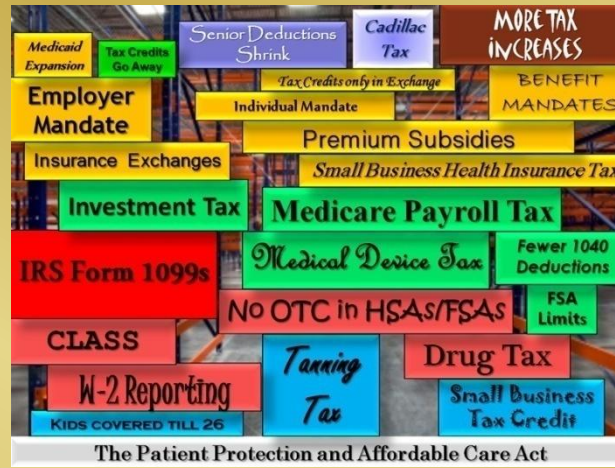 Medicaid
Expansion
Tax Credits
Go Away
Senior Deductions
Shrink
Cadillac
Tax
MORE TAX
INCREASES
Employer
Mandate
Tax Credits only in Exchange
Individual Mandate
BENEFIT
MANDATES
Premium Subsidies
Insurance Exchanges
Small Business Health Insurance Tax
Investment Tax
Medicare Payroll Tax
IRS Form 1099s
Medical Device Tax
Fewer 1040
Deductions
No OTC in HSAs/FSAs
FSA
Limits
CLASS
Tanning
Tax
Drug Tax
W-2 Reporting
Small Business
Tax Credit
KIDS COVERED TILL 26
The Patient Protection and Affordable Care Act